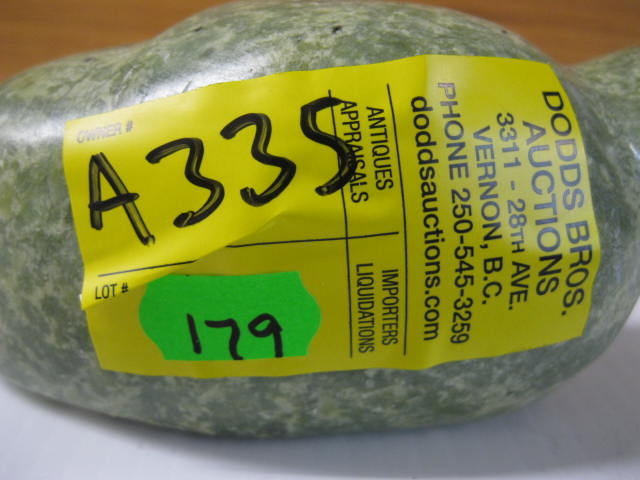 OWNER #
A335
LOT #
179
ANTIQUES
APPRAISALS
IMPORTERS
LIQUIDATIONS
DODDS BROS.
AUCTIONS
3311 - 28TH AVE.
VERNON, B.C.
PHONE 250-545-3259
doddsauctions.com